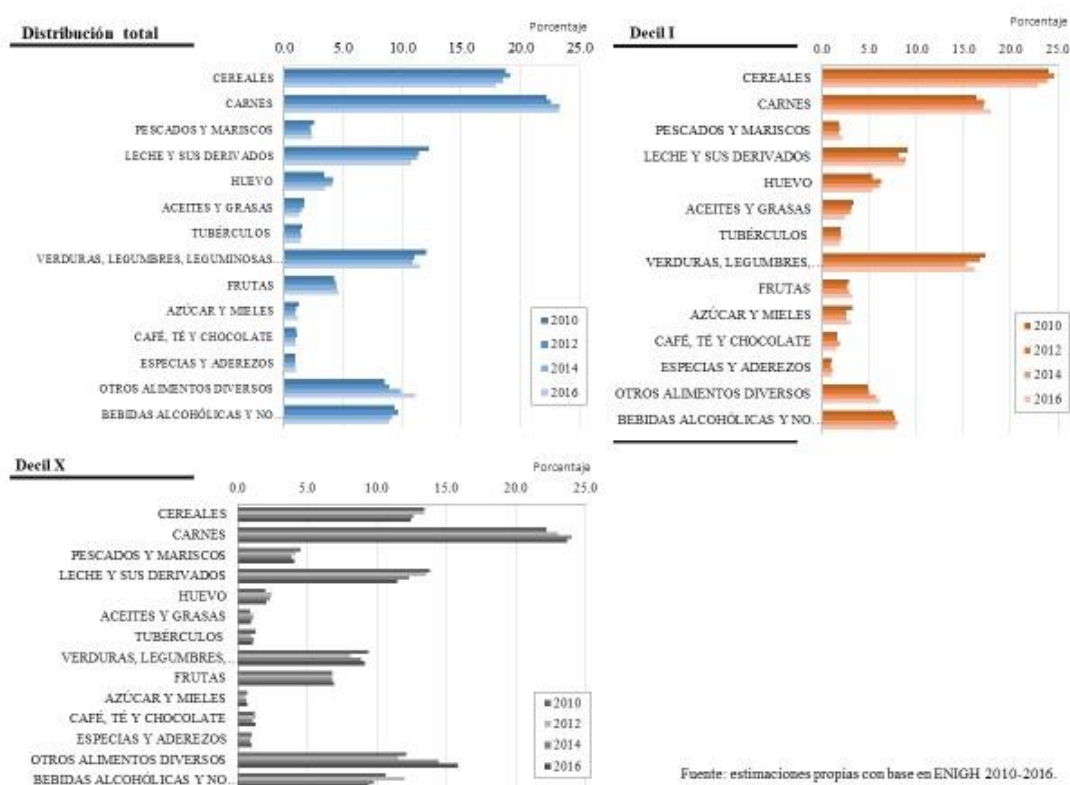 Distribución total
Porcentaje
0.0 5.0 10.0 15.0 20.0 25.0
CEREALES
CARNES
PESCADOS Y MARISCOS
LECHE Y SUS DERIVADOS
HUEVO
ACEITES Y GRASAS
TUBÉRCULOS
VERDURAS, LEGUMBRES, LEGUMINOSAS...
FRUTAS
AZÚCAR Y MIELES
CAFÉ, TÉ Y CHOCOLATE
ESPECIAS Y ADEREZOS
OTROS ALIMENTOS DIVERSOS
BEBIDAS ALCOHÓLICAS Y NO...
2010
2012
2014
2016
Decil I
Porcentaje
0.0 5.0 10.0 15.0 20.0 25.0
CEREALES
CARNES
PESCADOS Y MARISCOS
LECHE Y SUS DERIVADOS
HUEVO
ACEITES Y GRASAS
TUBÉRCULOS
VERDURAS, LEGUMBRES,...
FRUTAS
AZÚCAR Y MIELES
CAFÉ, TÉ Y CHOCOLATE
ESPECIAS Y ADEREZOS
OTROS ALIMENTOS DIVERSOS
BEBIDAS ALCOHÓLICAS Y NO...
2010
2012
2014
2016
Decil X
Porcentaje
0.0 5.0 10.0 15.0 20.0 25.0
CEREALES
CARNES
PESCADOS Y MARISCOS
LECHE Y SUS DERIVADOS
HUEVO
ACEITES Y GRASAS
TUBÉRCULOS
VERDURAS, LEGUMBRES,...
FRUTAS
AZÚCAR Y MIELES
CAFÉ, TÉ Y CHOCOLATE
ESPECIAS Y ADEREZOS
OTROS ALIMENTOS DIVERSOS
BEBIDAS ALCOHÓLICAS Y NO...
2010
2012
2014
2016
Fuente: estimaciones propias con base en ENIGH 2010-2016.